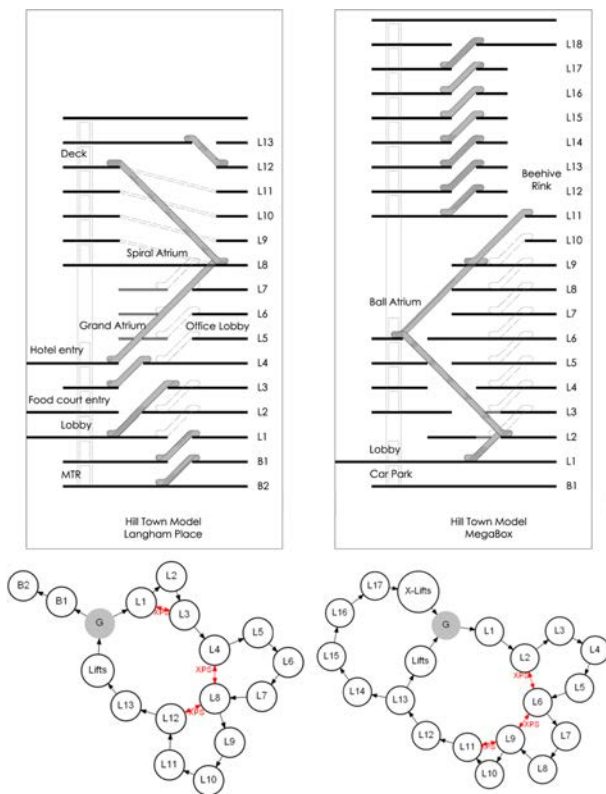 L13
Deck
L12
L11
L10
L9
Spiral Atrium
L8
L7
L6
Grand Atrium
Office Lobby
L5
Hotel entry
L4
L3
Food court entry
L2
Lobby
L1
B1
MTR
B2
Hill Town Model
Langham Place
L18
L17
L16
L15
L14
L13
Beehive
Rink
L12
L11
L10
L9
Ball Atrium
L8
L7
L6
L5
L4
L3
L2
Lobby
L1
Car Park
B1
Hill Town Model
MegaBox
B2
B1
G
L1
L2
L3
XPS
L4
L5
L6
L7
XPS
L8
XPS
L9
L10
L11
L12
L13
Lifts
L17
X-Lifts
L16
L15
L14
L13
Lifts
G
L1
L2
L3
L4
L5
XPS
L6
XPS
L7
L8
L9
XPS
L10
L11
L12